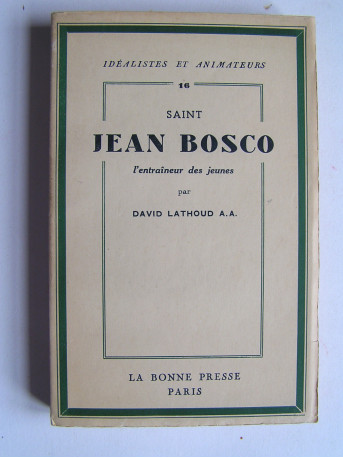 IDÉALISTES ET ANIMATEURS
16
SAINT
JEAN BOSCO
l'entraîneur des jeunes
par
DAVID LATHOUD A.A.
LA BONNE PRESSE
PARIS